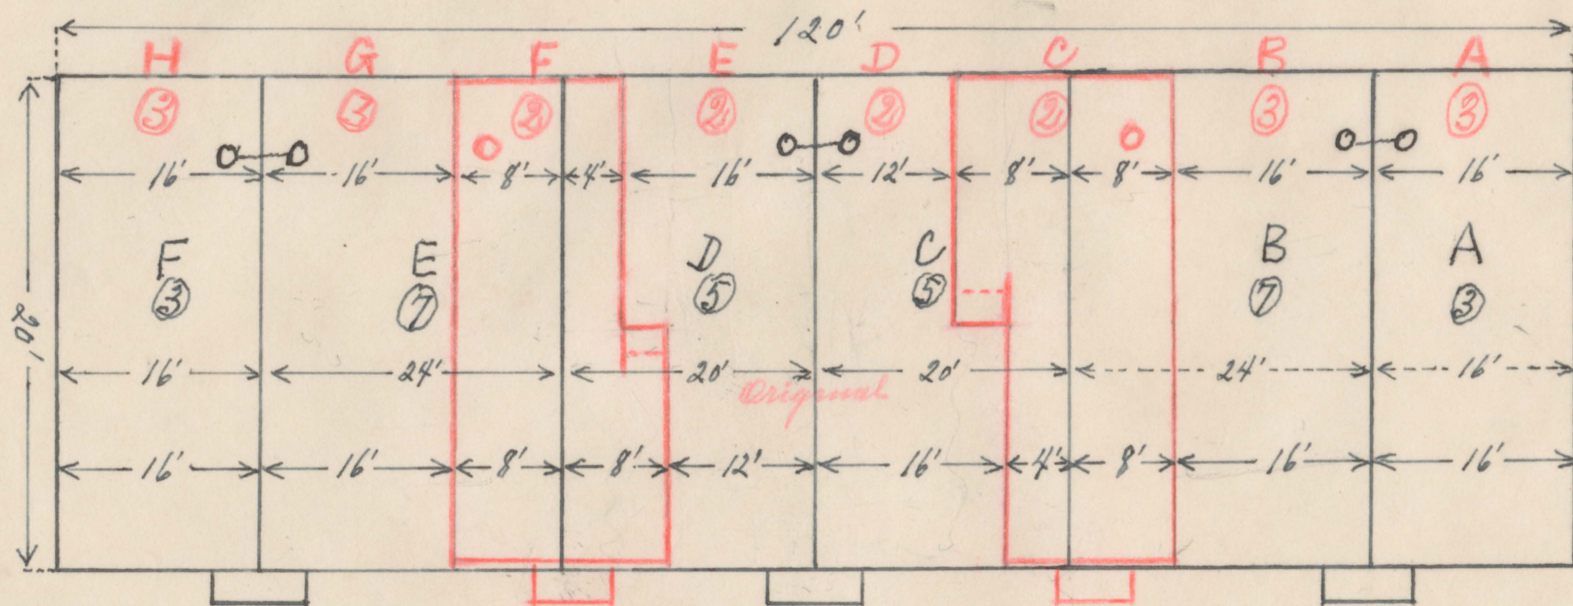 120'
H G F E D C B A
3 3 2 2 2 2 3 3
16' 16' 8' 4' 16' 12' 8' 8' 16' 16'
F E D C B A
3 7 5 5 7 3
20'
16' 24' 20' 20' 24' 16'
Original
16' 16' 8' 8' 12' 16' 4' 8' 16' 16'